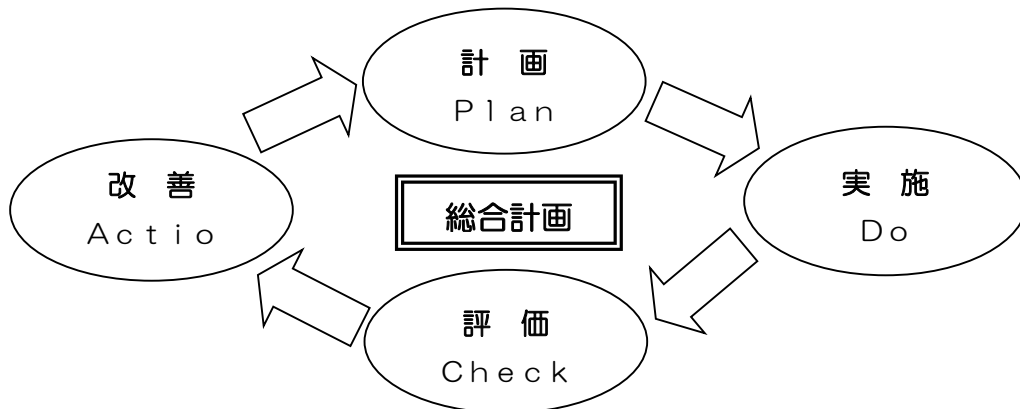 計 画
Ｐｌａｎ
実 施
Ｄｏ
評 価
Ｃｈｅｃｋ
改 善
Ａｃｔｉｏ
総合計画